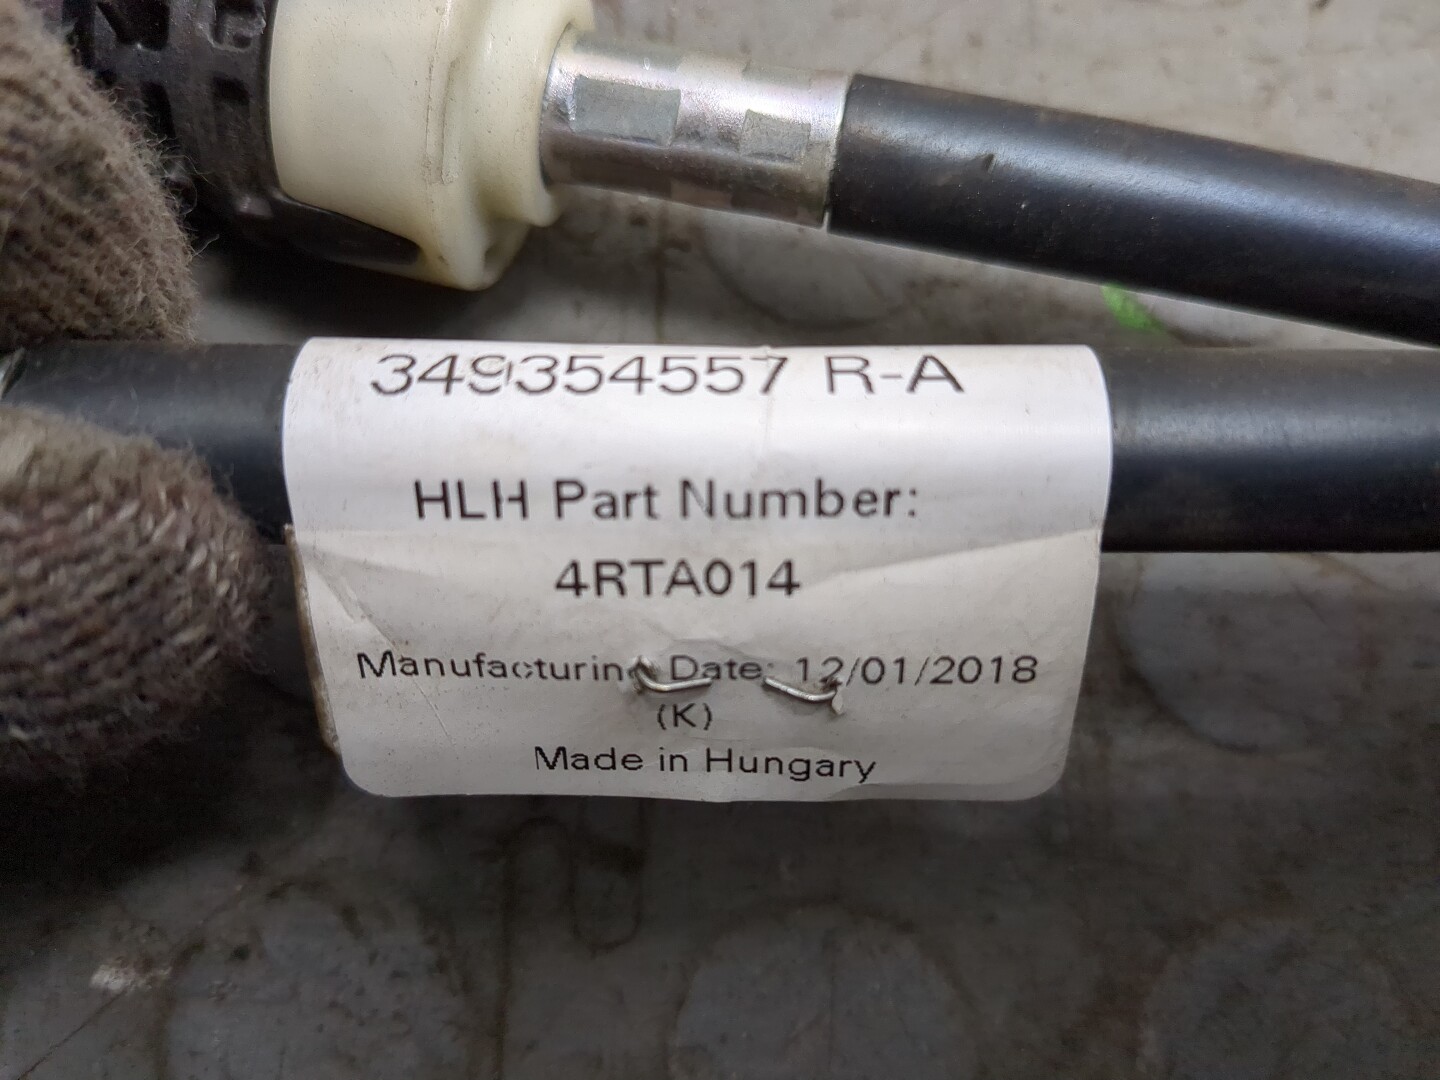 349354557 R-A
HLH Part Number:
4RTA014
Manufacturing Date: 12/01/2018
(K)
Made in Hungary